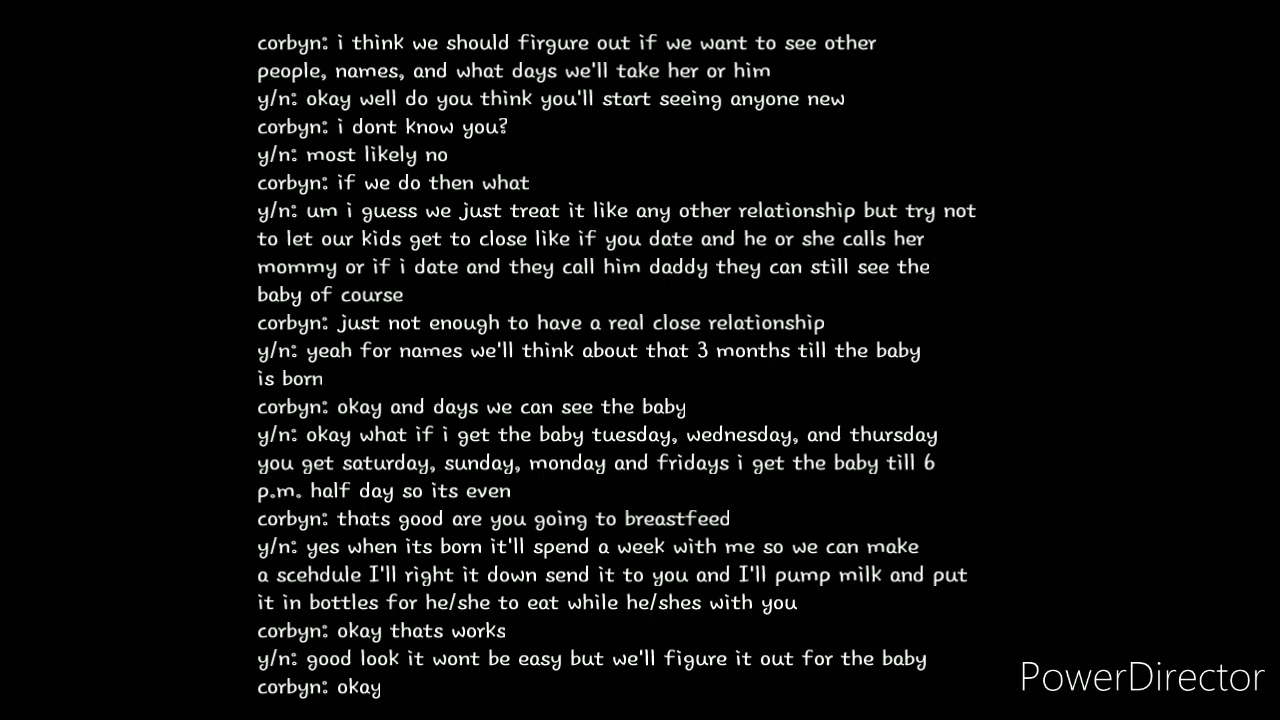 corbyn: i think we should firgure out if we want to see other
people, names, and what days we'll take her or him
y/n: okay well do you think you'll start seeing anyone new
corbyn: i dont know you?
y/n: most likely no
corbyn: if we do then what
y/n: um i guess we just treat it like any other relationship but try not
to let our kids get to close like if you date and he or she calls her
mommy or if i date and they call him daddy they can still see the
baby of course
corbyn: just not enough to have a real close relationship
y/n: yeah for names we'll think about that 3 months till the baby
is born
corbyn: okay and days we can see the baby
y/n: okay what if i get the baby tuesday, wednesday, and thursday
you get saturday, sunday, monday and fridays i get the baby till 6
p.m. half day so its even
corbyn: thats good are you going to breastfeed
y/n: yes when its born it'll spend a week with me so we can make
a scehdule I'll right it down send it to you and I'll pump milk and put
it in bottles for he/she to eat while he/shes with you
corbyn: okay thats works
y/n: good look it wont be easy but we'll figure it out for the baby
corbyn: okay
PowerDirector